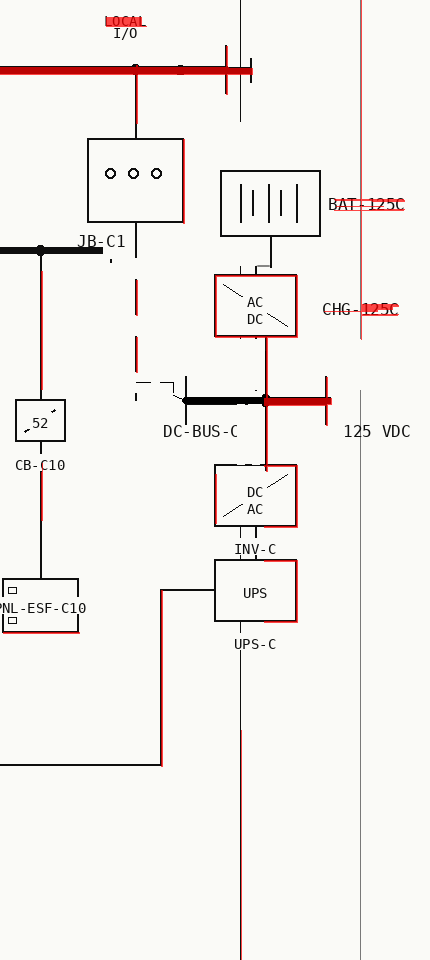 LOCAL
I/O
BAT-125C
JB-C1
AC
DC
CHG-125C
52
DC-BUS-C
125 VDC
CB-C10
DC
AC
INV-C
UPS
PNL-ESF-C10
UPS-C